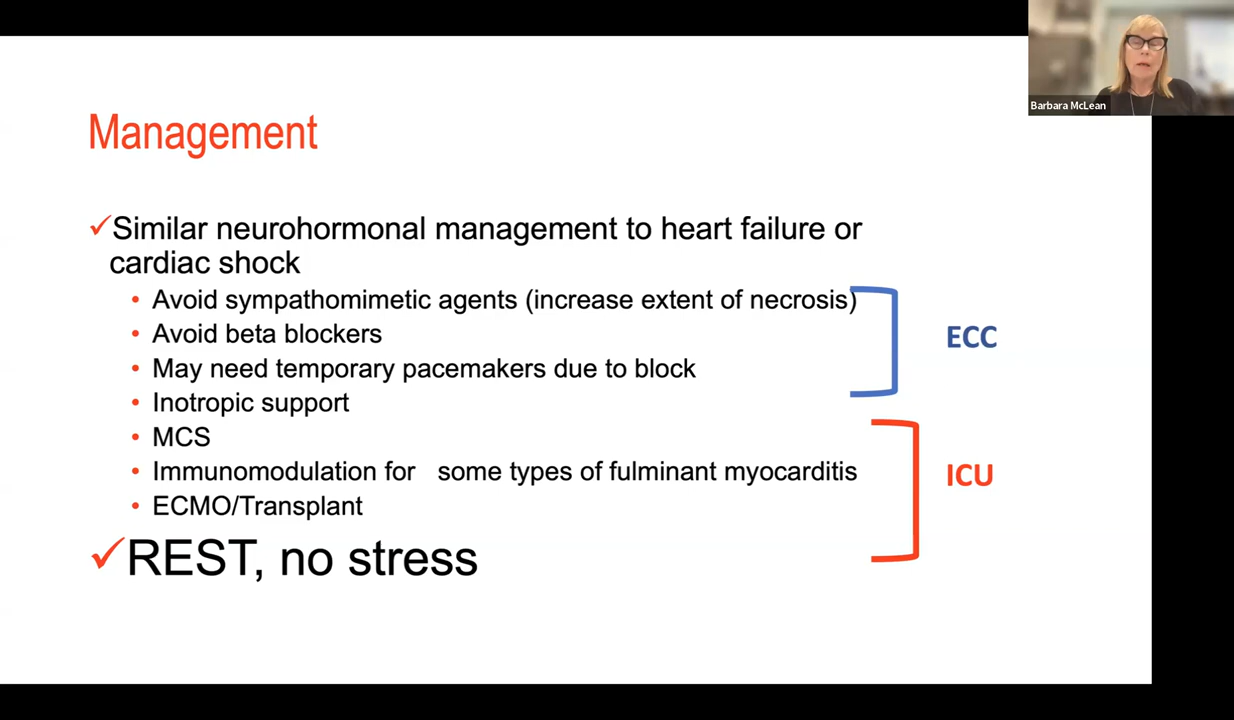 Barbara McLean
Management
✓Similar neurohormonal management to heart failure or
cardiac shock
• Avoid sympathomimetic agents (increase extent of necrosis)
• Avoid beta blockers
• May need temporary pacemakers due to block
• Inotropic support
• MCS
• Immunomodulation for some types of fulminant myocarditis
• ECMO/Transplant
✓REST, no stress
ECC
ICU